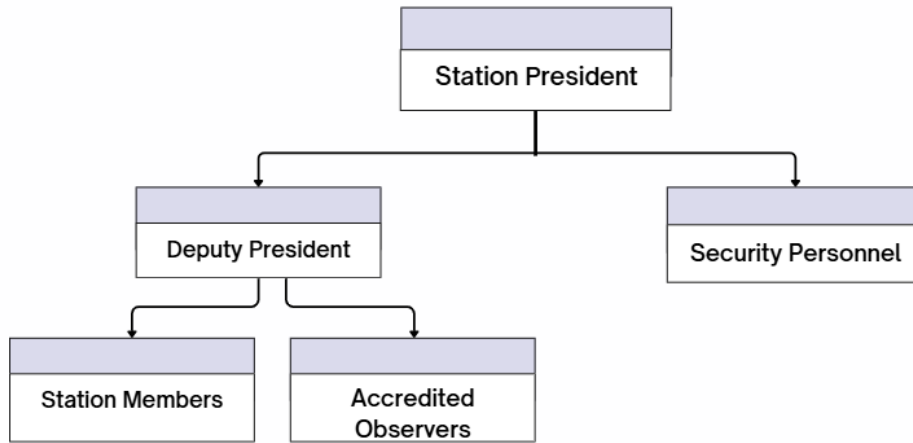 Station President
Deputy President
Security Personnel
Station Members
Accredited
Observers